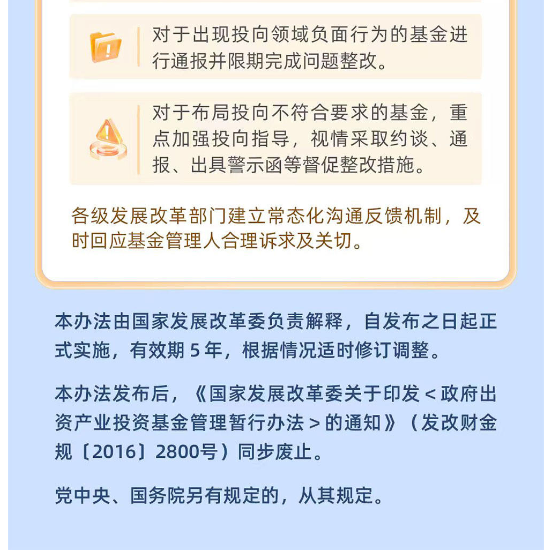 对于出现投向领域负面行为的基金进
行通报并限期完成问题整改。
对于布局投向不符合要求的基金，重
点加强投向指导，视情采取约谈、通
报、出具警示函等督促整改措施。
各级发展改革部门建立常态化沟通反馈机制，及
时回应基金管理人合理诉求及关切。
本办法由国家发展改革委负责解释，自发布之日起正
式实施，有效期5年，根据情况适时修订调整。
本办法发布后，《国家发展改革委关于印发<政府出
资产业投资基金管理暂行办法>的通知》（发改财金
规〔2016〕2800号）同步废止。
党中央、国务院另有规定的，从其规定。